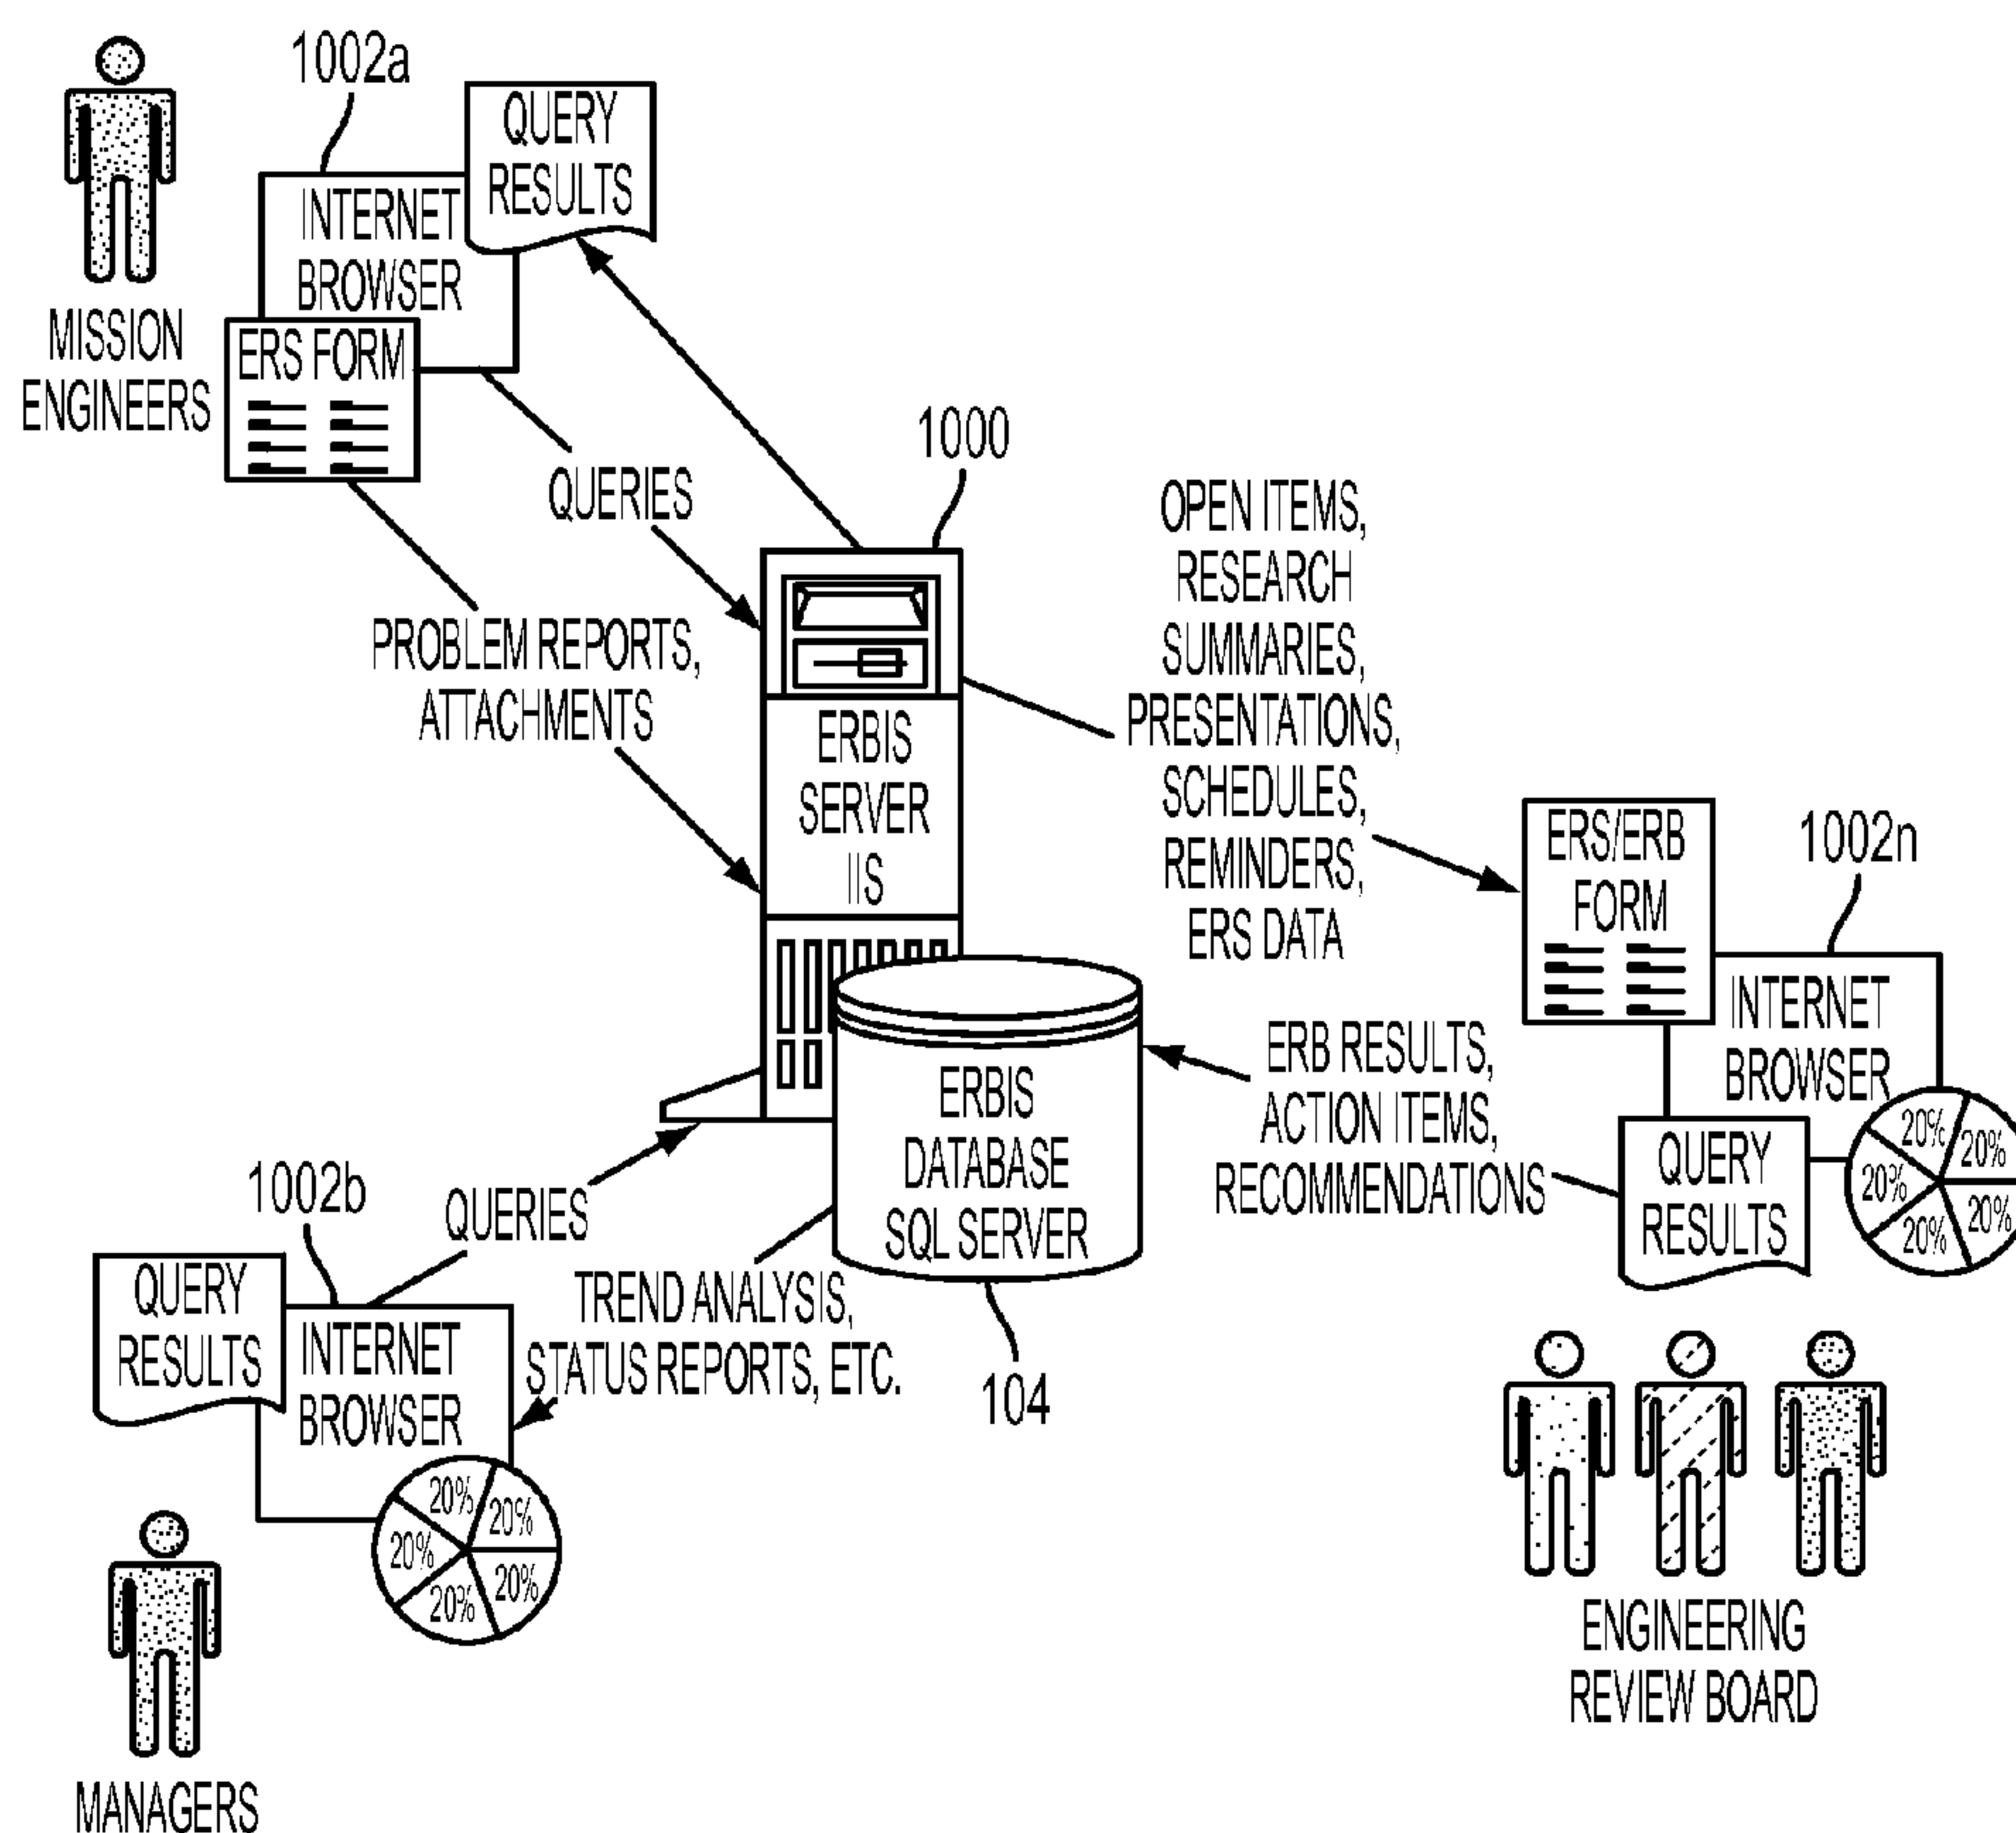 1002a
QUERY
RESULTS
INTERNET
BROWSER
MISSION
ENGINEERS
ERS FORM
QUERIES
PROBLEM REPORTS,
ATTACHMENTS
1000
ERBIS
SERVER
IIS
OPEN ITEMS,
RESEARCH
SUMMARIES,
PRESENTATIONS,
SCHEDULES,
REMINDERS,
ERS DATA
ERS/ERB
FORM
1002n
INTERNET
BROWSER
ERB RESULTS,
ACTION ITEMS,
RECOMMENDATIONS
QUERY
RESULTS
20%
20%
20%
20%
20%
ERBIS
DATABASE
SQL SERVER
104
1002b
QUERIES
QUERY
RESULTS
INTERNET
BROWSER
TREND ANALYSIS,
STATUS REPORTS, ETC.
20%
20%
20%
20%
20%
MANAGERS
ENGINEERING
REVIEW BOARD